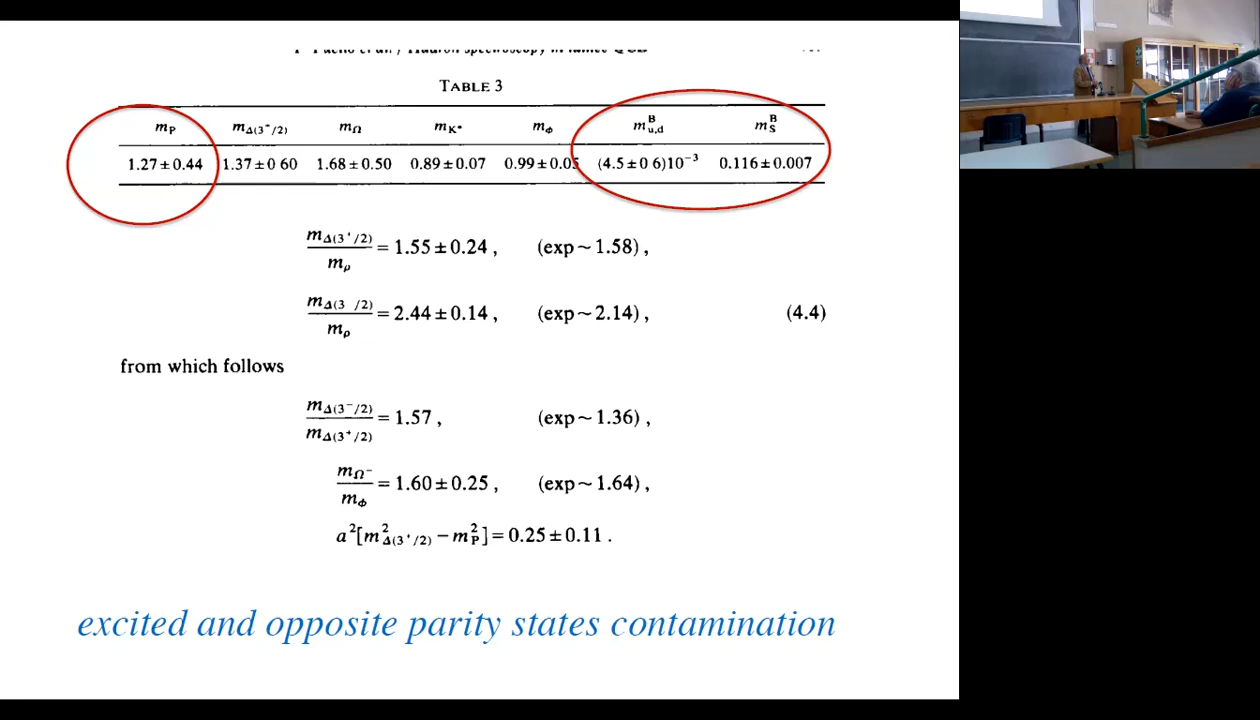 TABLE 3
m_P m_Δ(3⁺/2) m_Ω m_K* m_Φ m^B_u,d m^B_S
1.27±0.44 1.37±0 60 1.68±0.50 0.89±0.07 0.99±0.05 (4.5±0 6)10⁻³ 0.116±0.007
m_Δ(3⁺/2) / m_ρ = 1.55±0.24 , (exp~1.58),
m_Δ(3 /2) / m_ρ = 2.44±0.14 , (exp~2.14), (4.4)
from which follows
m_Δ(3⁻/2) / m_Δ(3⁺/2) = 1.57 , (exp~1.36),
m_Ω⁻ / m_Φ = 1.60±0.25 , (exp~1.64),
a²[m²_Δ(3⁺/2) − m²_P] = 0.25±0.11 .
excited and opposite parity states contamination